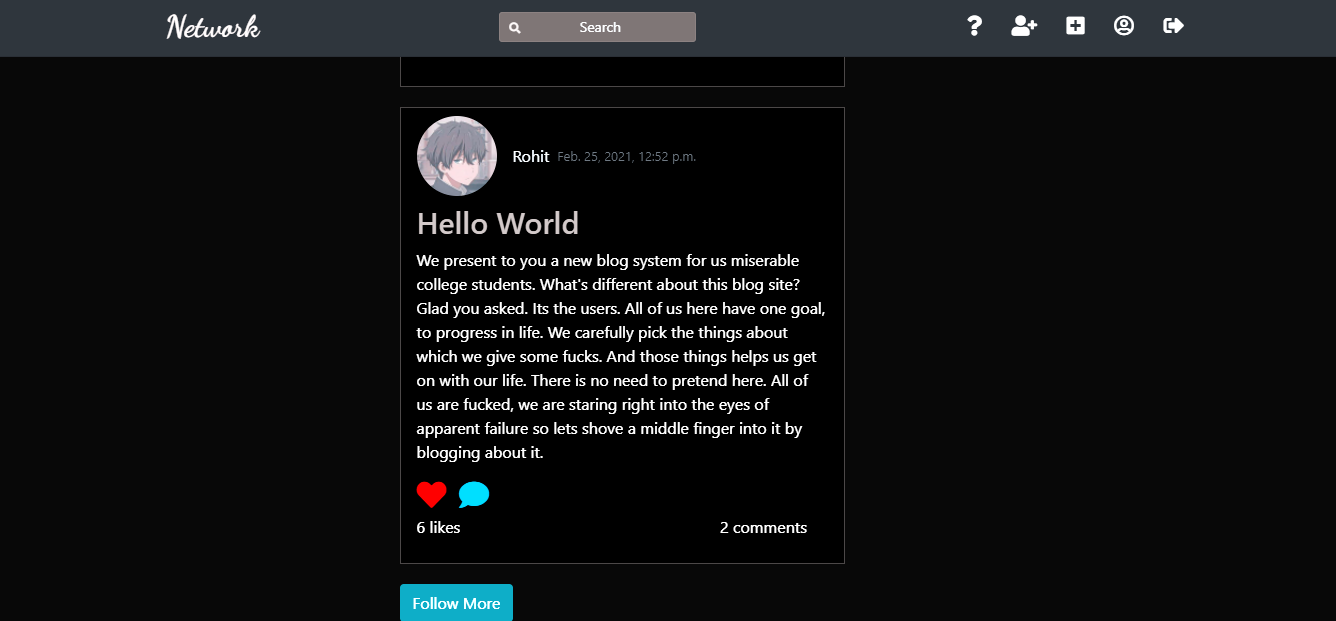 Network
Search
Rohit Feb. 25, 2021, 12:52 p.m.
Hello World
We present to you a new blog system for us miserable
college students. What's different about this blog site?
Glad you asked. Its the users. All of us here have one goal,
to progress in life. We carefully pick the things about
which we give some fucks. And those things helps us get
on with our life. There is no need to pretend here. All of
us are fucked, we are staring right into the eyes of
apparent failure so lets shove a middle finger into it by
blogging about it.
6 likes 2 comments
Follow More